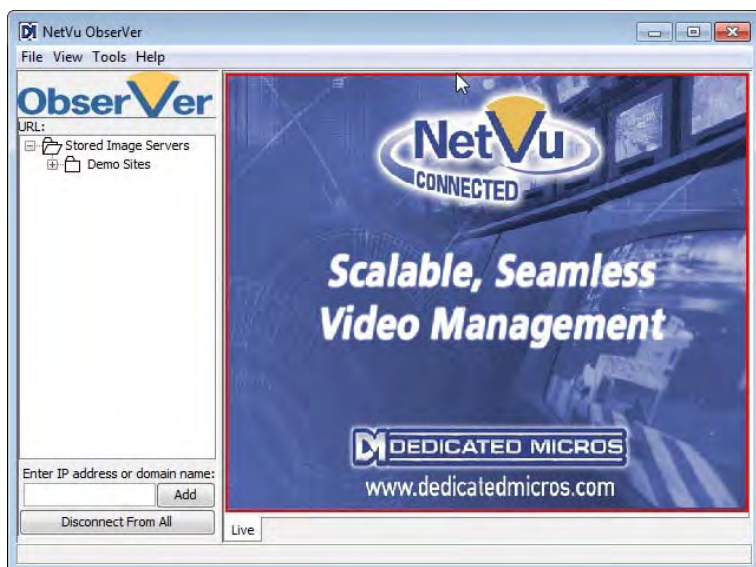 NetVu ObserVer
File View Tools Help
ObserVer
URL:
Stored Image Servers
Demo Sites
Enter IP address or domain name:
Add
Disconnect From All
NetVu
CONNECTED
Scalable, Seamless
Video Management
DEDICATED MICROS
www.dedicatedmicros.com
Live